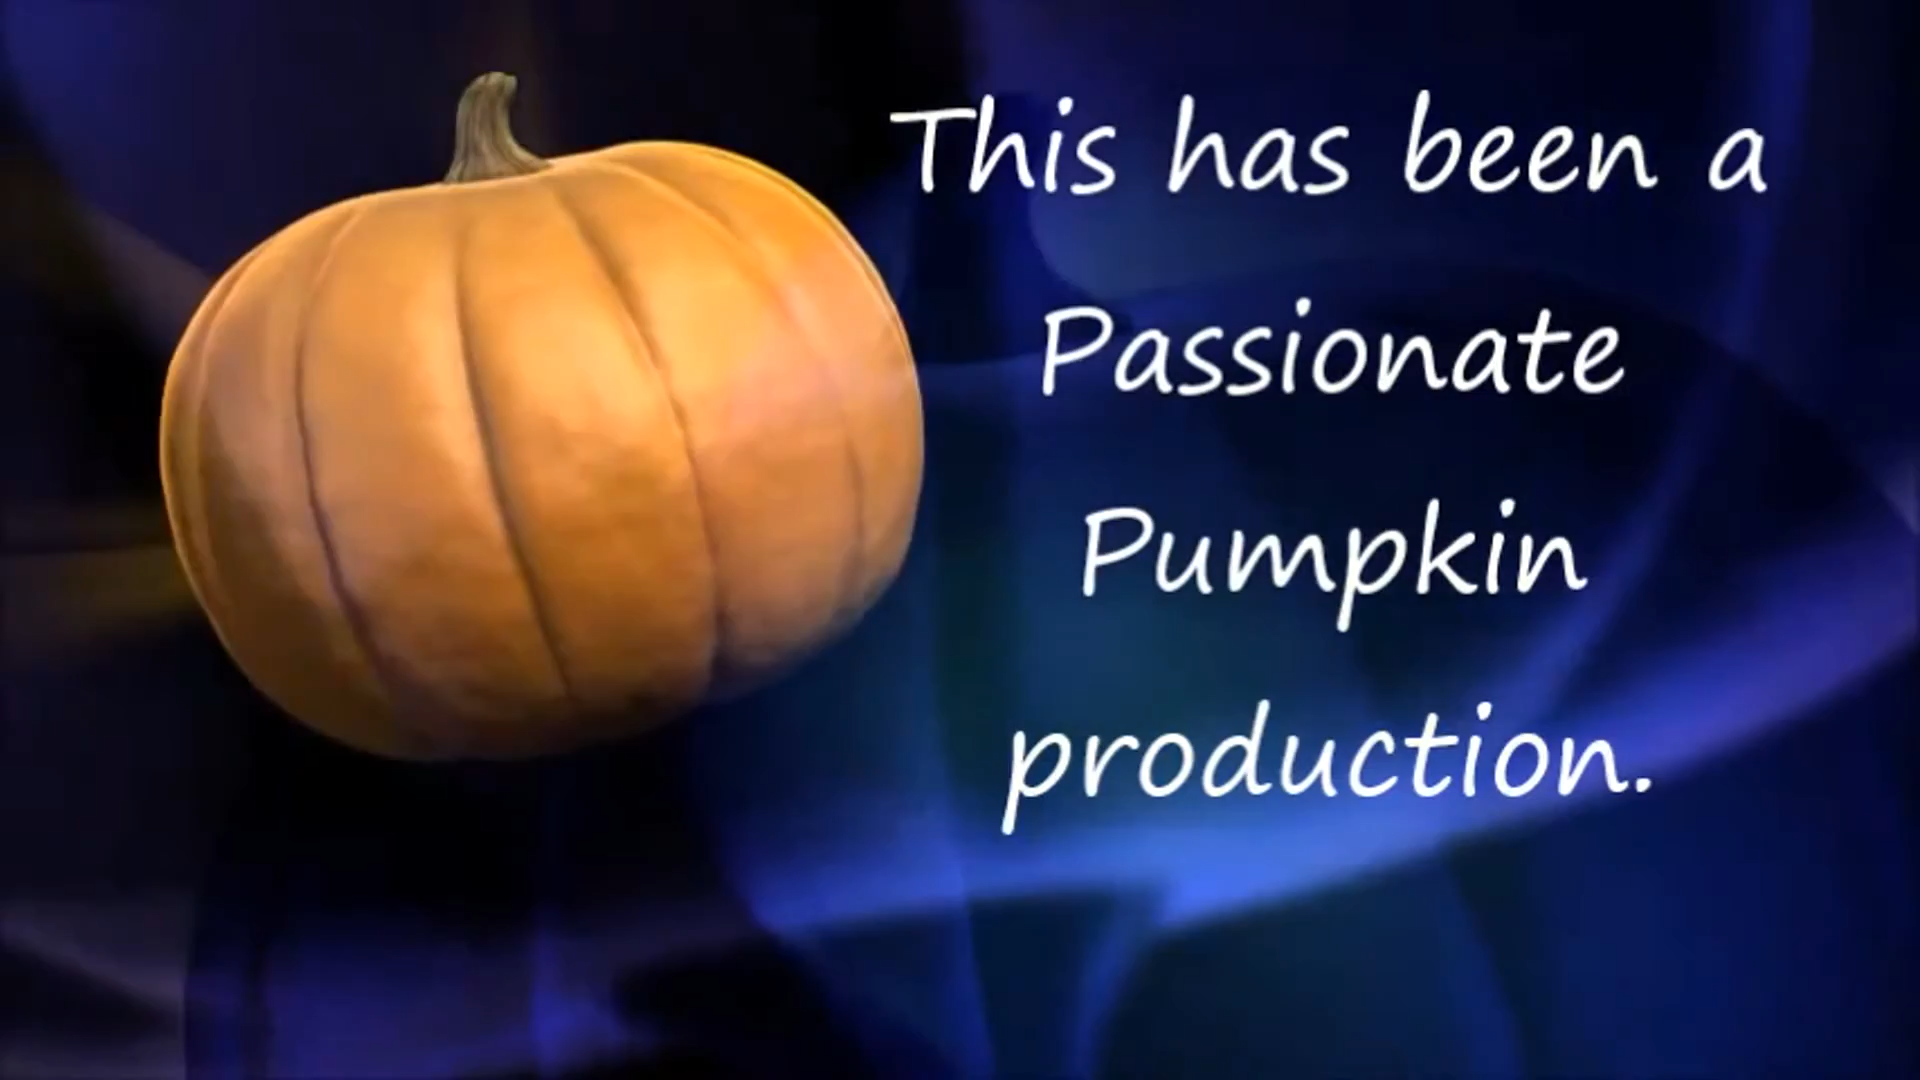 This has been a
Passionate
Pumpkin
production.